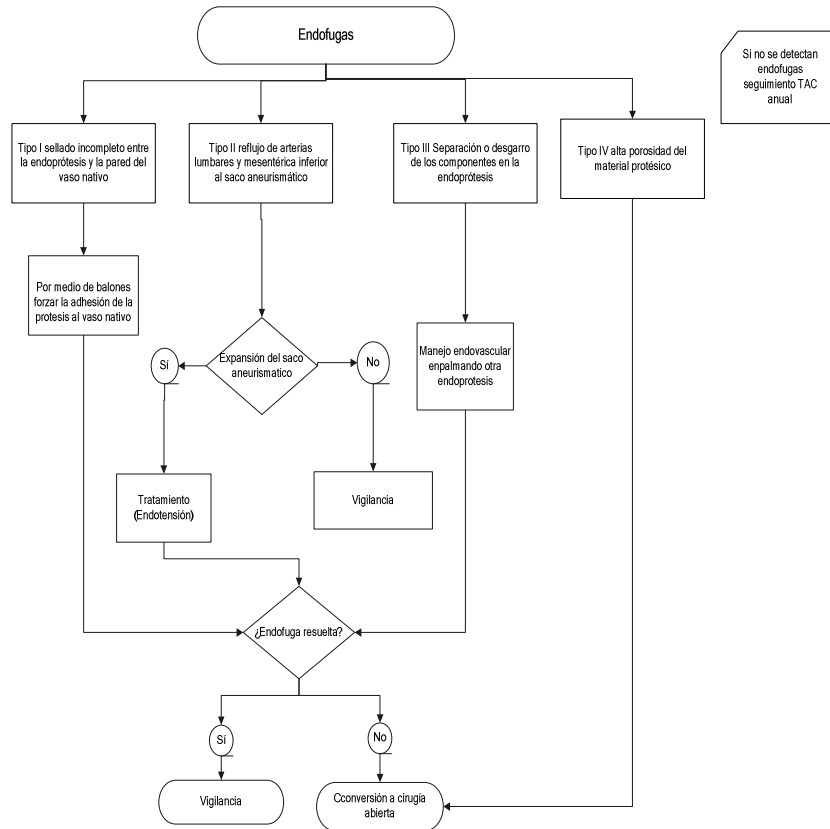 Endofugas
Si no se detectan
endofugas
seguimiento TAC
anual
Tipo I sellado incompleto entre
la endoprótesis y la pared del
vaso nativo
Tipo II reflujo de arterias
lumbares y mesentérica inferior
al saco aneurismático
Tipo III Separación o desgarro
de los componentes en la
endoprótesis
Tipo IV alta porosidad del
material protésico
Por medio de balones
forzar la adhesión de la
protesis al vaso nativo
Expansión del saco
aneurismatico
Sí
No
Manejo endovascular
enpalmando otra
endoprotesis
Tratamiento
(Endotensión)
Vigilancia
¿Endofuga resuelta?
Sí
No
Vigilancia
Cconversión a cirugía
abierta